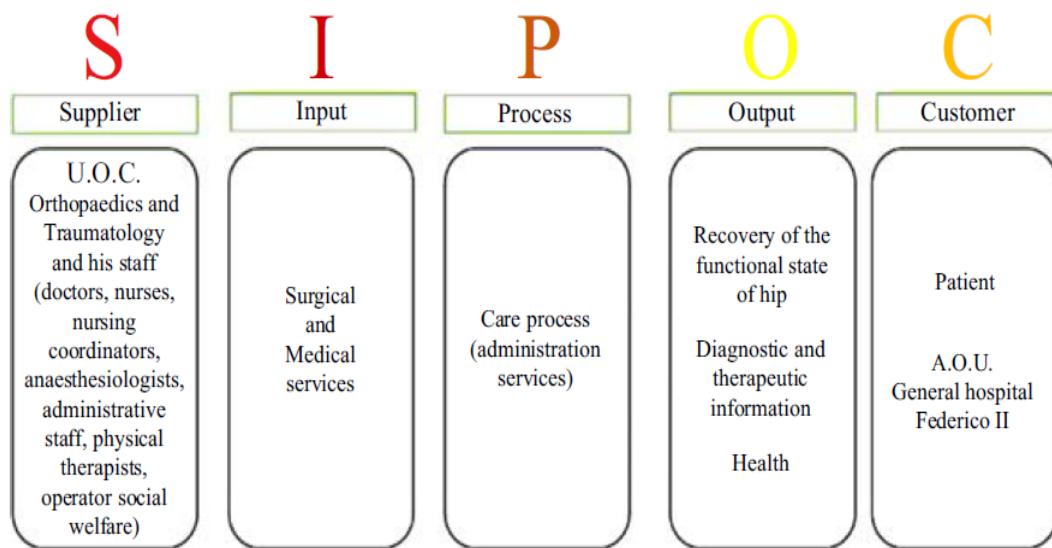 S
Supplier
U.O.C.
Orthopaedics and
Traumatology
and his staff
(doctors, nurses,
nursing
coordinators,
anaesthesiologists,
administrative
staff, physical
therapists,
operator social
welfare)
I
Input
Surgical
and
Medical
services
P
Process
Care process
(administration
services)
O
Output
Recovery of the
functional state
of hip
Diagnostic and
therapeutic
information
Health
C
Customer
Patient
A.O.U.
General hospital
Federico II